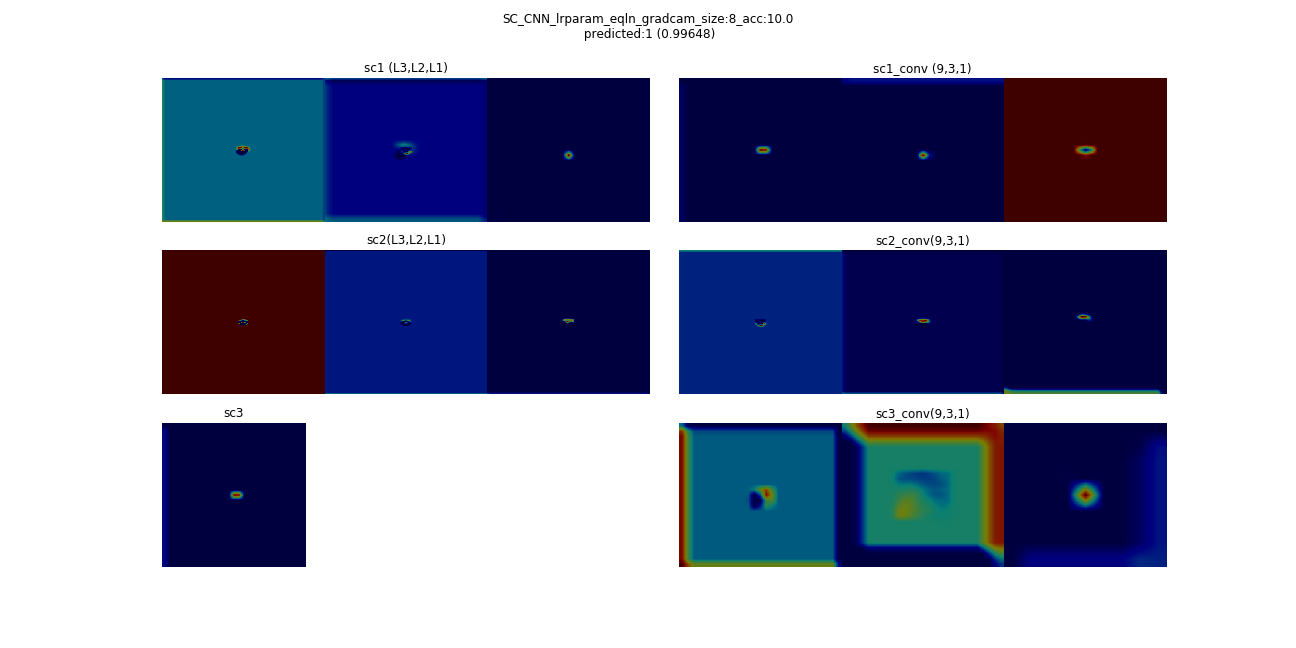 SC_CNN_lrparam_eqln_gradcam_size:8_acc:10.0
predicted:1 (0.99648)
sc1 (L3,L2,L1)
sc1_conv (9,3,1)
sc2(L3,L2,L1)
sc2_conv(9,3,1)
sc3
sc3_conv(9,3,1)